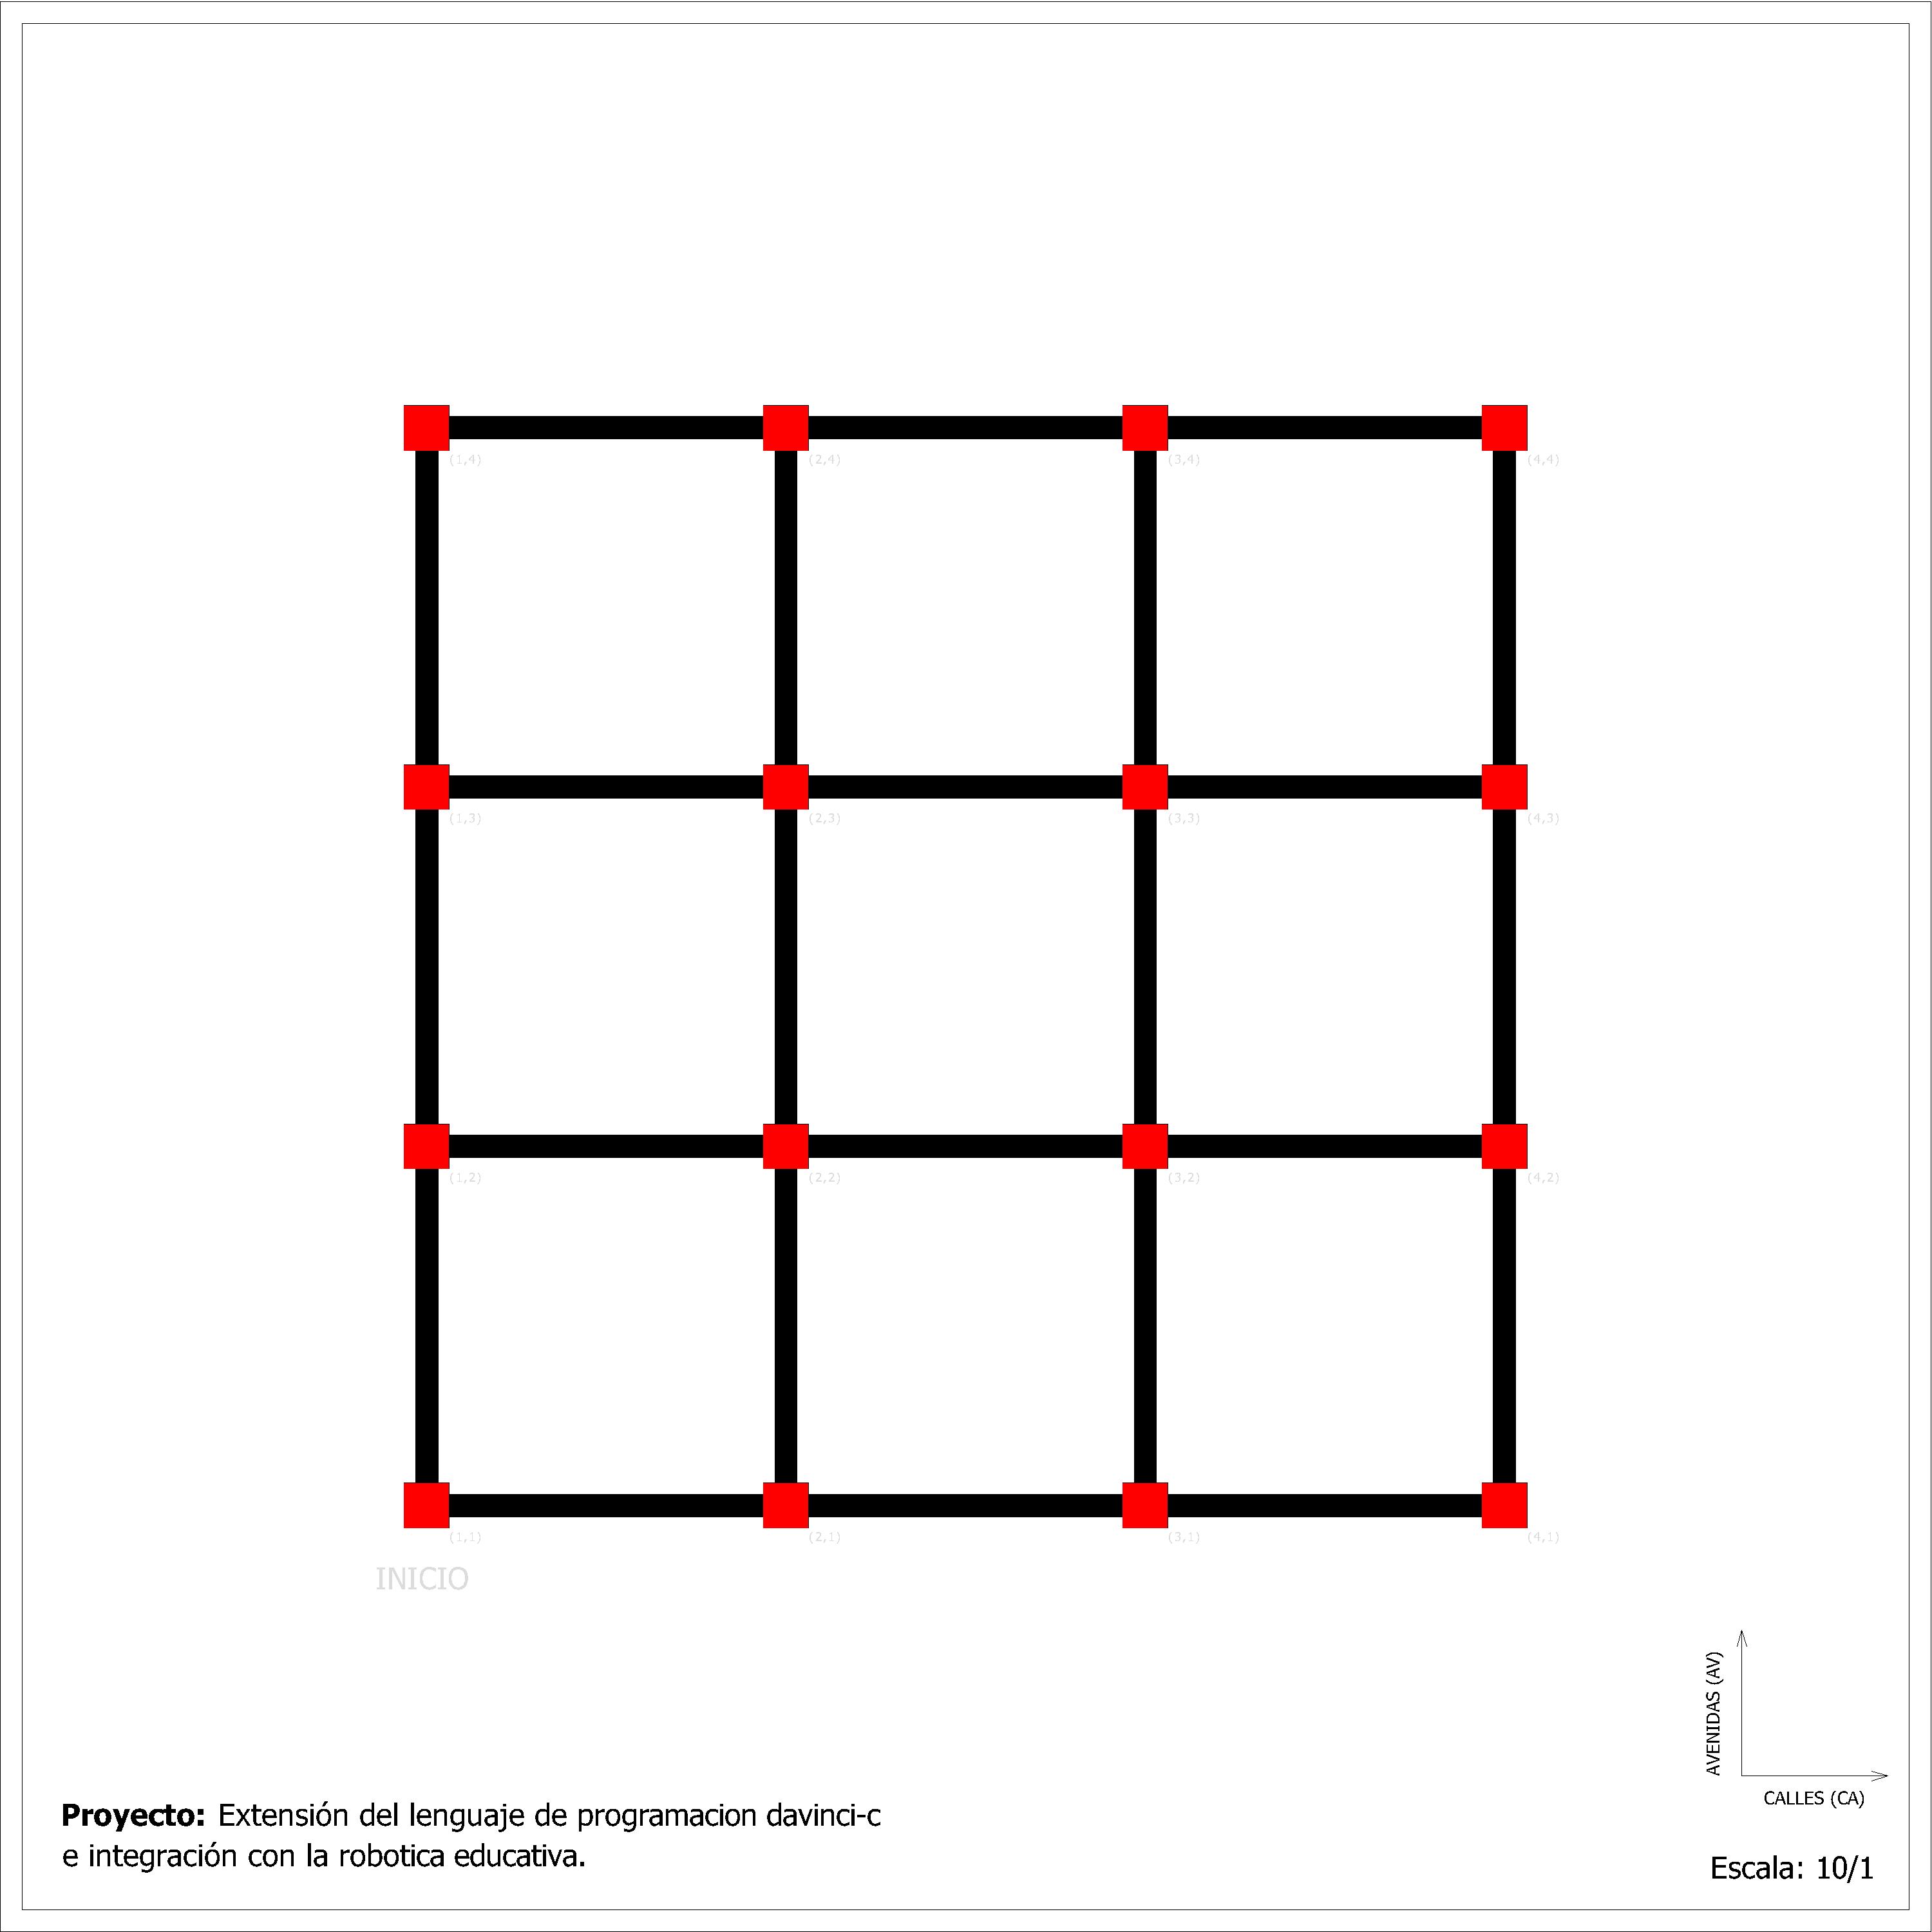 (1,4) (2,4) (3,4) (4,4)
(1,3) (2,3) (3,3) (4,3)
(1,2) (2,2) (3,2) (4,2)
(1,1) (2,1) (3,1) (4,1)
INICIO
AVENIDAS (AV)
CALLES (CA)
Proyecto: Extensión del lenguaje de programacion davinci-c
e integración con la robotica educativa.
Escala: 10/1